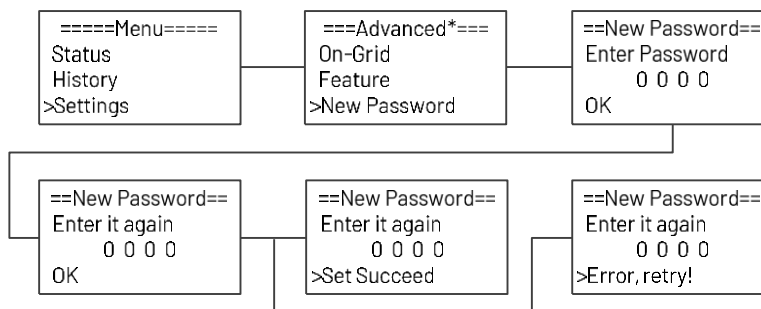 =====Menu=====
Status
History
>Settings
===Advanced*===
On-Grid
Feature
>New Password
==New Password==
Enter Password
0 0 0 0
OK
==New Password==
Enter it again
0 0 0 0
OK
==New Password==
Enter it again
0 0 0 0
>Set Succeed
==New Password==
Enter it again
0 0 0 0
>Error, retry!